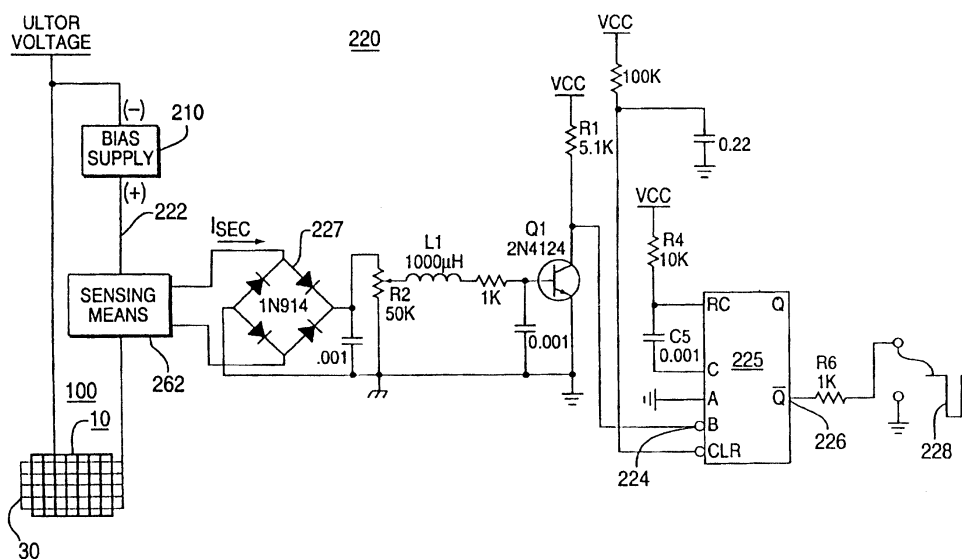 ULTOR
VOLTAGE
220
VCC
100K
0.22
(-)
210
BIAS
SUPPLY
(+)
222
VCC
R1
5.1K
ISEC
227
SENSING
MEANS
262
1N914
.001
R2
50K
L1
1000µH
1K
0.001
Q1
2N4124
VCC
R4
10K
C5
0.001
RC
Q
C
225
A
Q̅
B
CLR
224
226
R6
1K
228
100
10
30